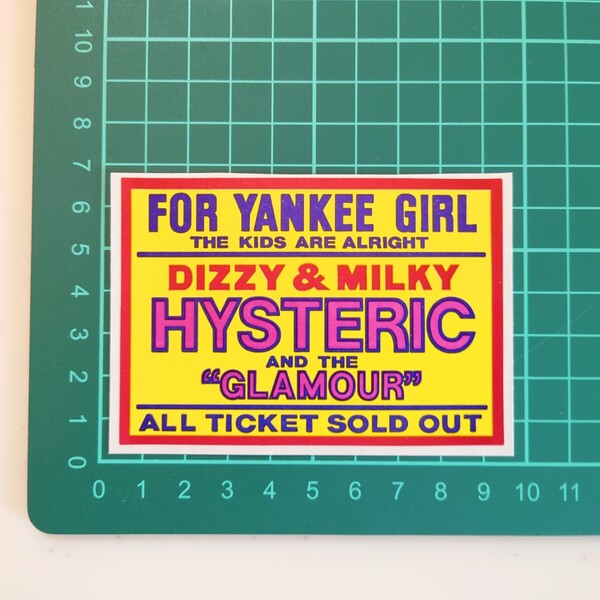 FOR YANKEE GIRL
THE KIDS ARE ALRIGHT
DIZZY & MILKY
HYSTERIC
AND THE
“GLAMOUR”
ALL TICKET SOLD OUT
11
10
9
8
7
6
5
4
3
2
1
0
0 1 2 3 4 5 6 7 8 9 10 11